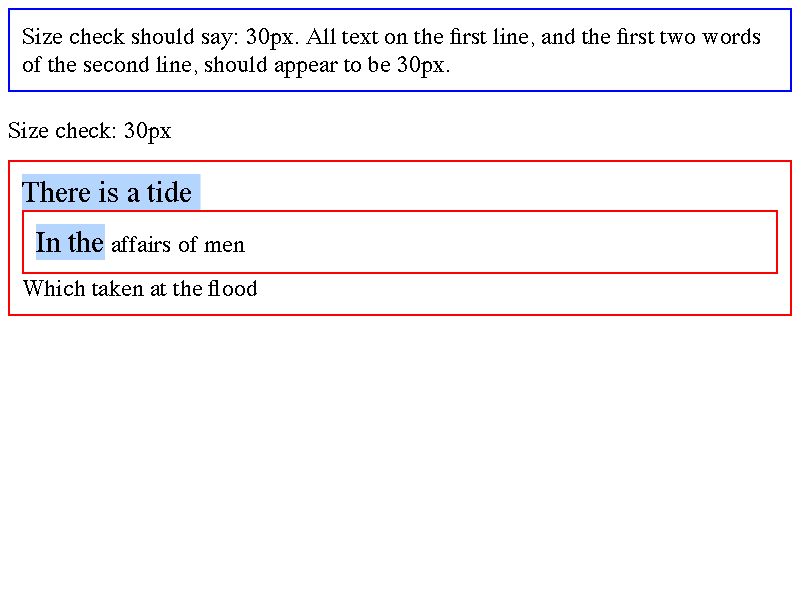 Size check should say: 30px. All text on the first line, and the first two words
of the second line, should appear to be 30px.
Size check: 30px
There is a tide
In the affairs of men
Which taken at the flood